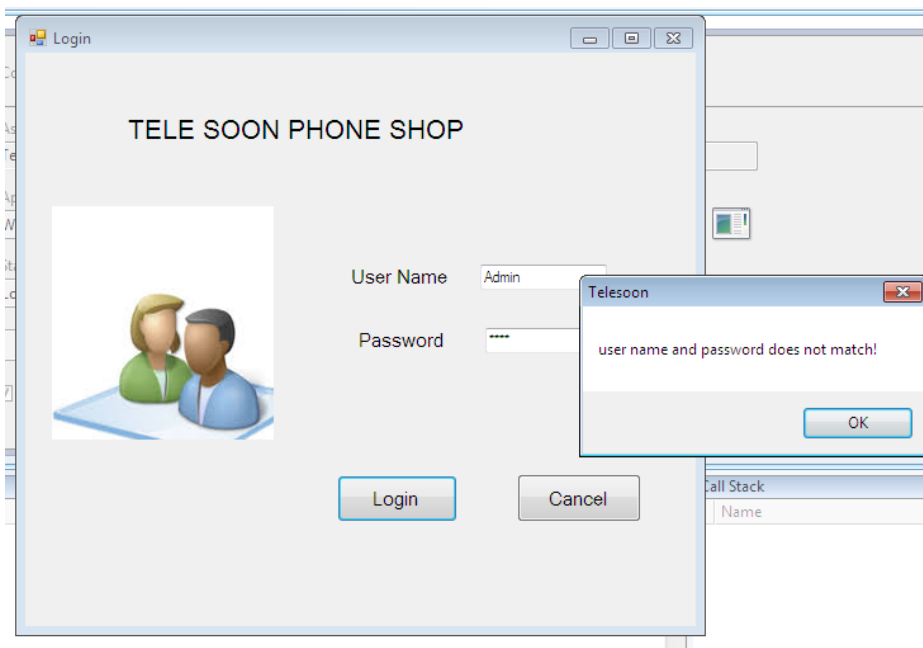 Login
TELE SOON PHONE SHOP
User Name
Admin
Telesoon
Password
****
user name and password does not match!
OK
Login
Cancel
Call Stack
Name